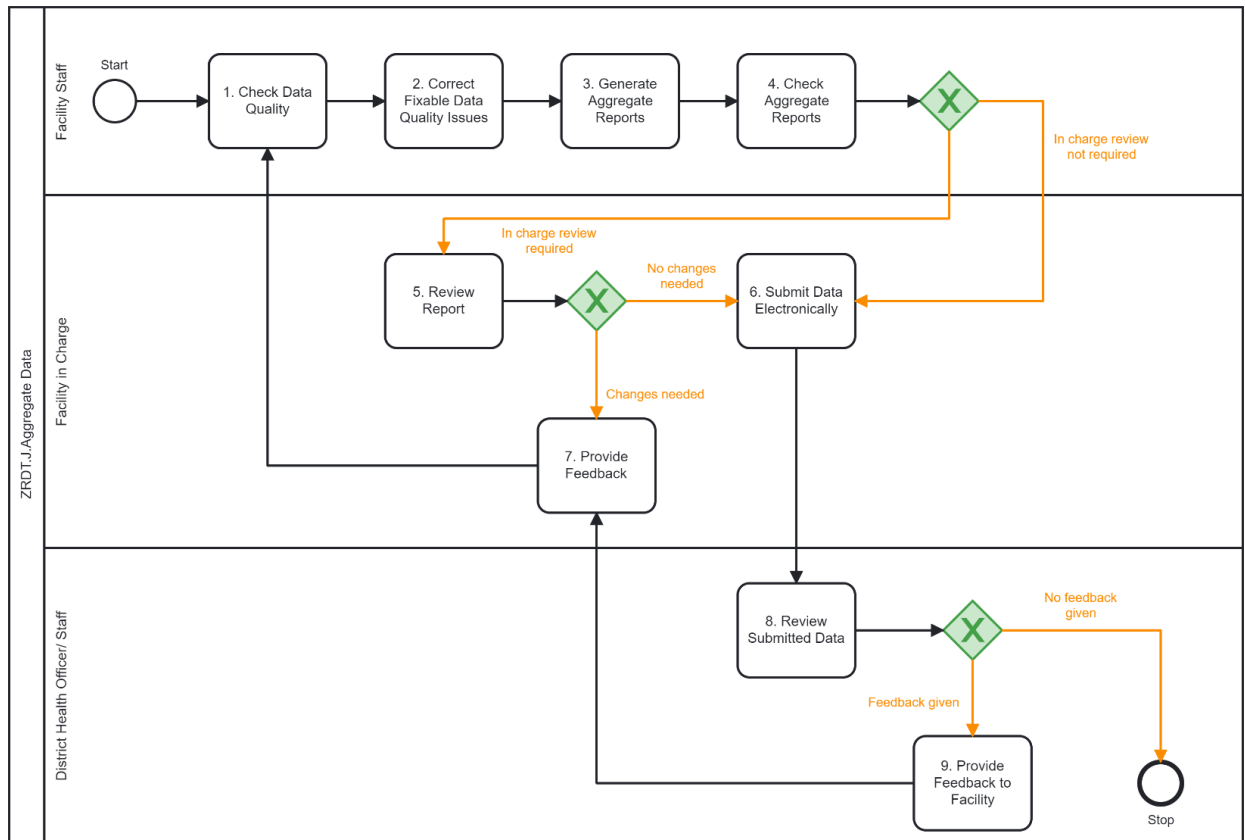 ZRDT.J.Aggregate Data
Facility Staff
Start
1. Check Data
Quality
2. Correct
Fixable Data
Quality Issues
3. Generate
Aggregate
Reports
4. Check
Aggregate
Reports
X
In charge review
not required
Facility in Charge
In charge review
required
5. Review
Report
X
No changes
needed
6. Submit Data
Electronically
Changes needed
7. Provide
Feedback
District Health Officer/ Staff
8. Review
Submitted Data
X
No feedback
given
Feedback given
9. Provide
Feedback to
Facility
Stop